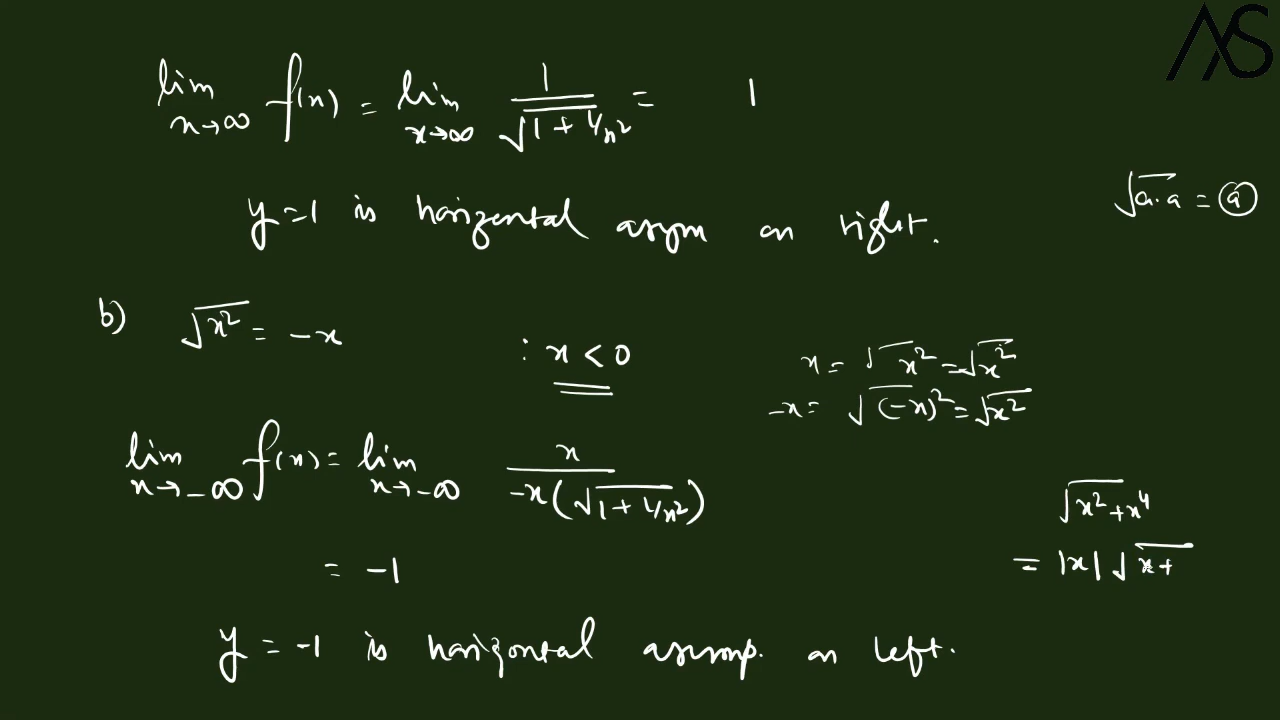 NS
lim x→∞ f(x) = lim x→∞ 1/√(1 + 4/x²) = 1
√a·a = a
y = 1 is horizontal asym on right.
b) √x² = -x : x < 0
x = √x² = √x²
-x = √(-x)² = √x²
lim x→-∞ f(x) = lim x→-∞ x/(-x(√(1 + 4/x²)))
√x² + x⁴
= -1
= |x| √
y = -1 is horizontal asymp. on left.